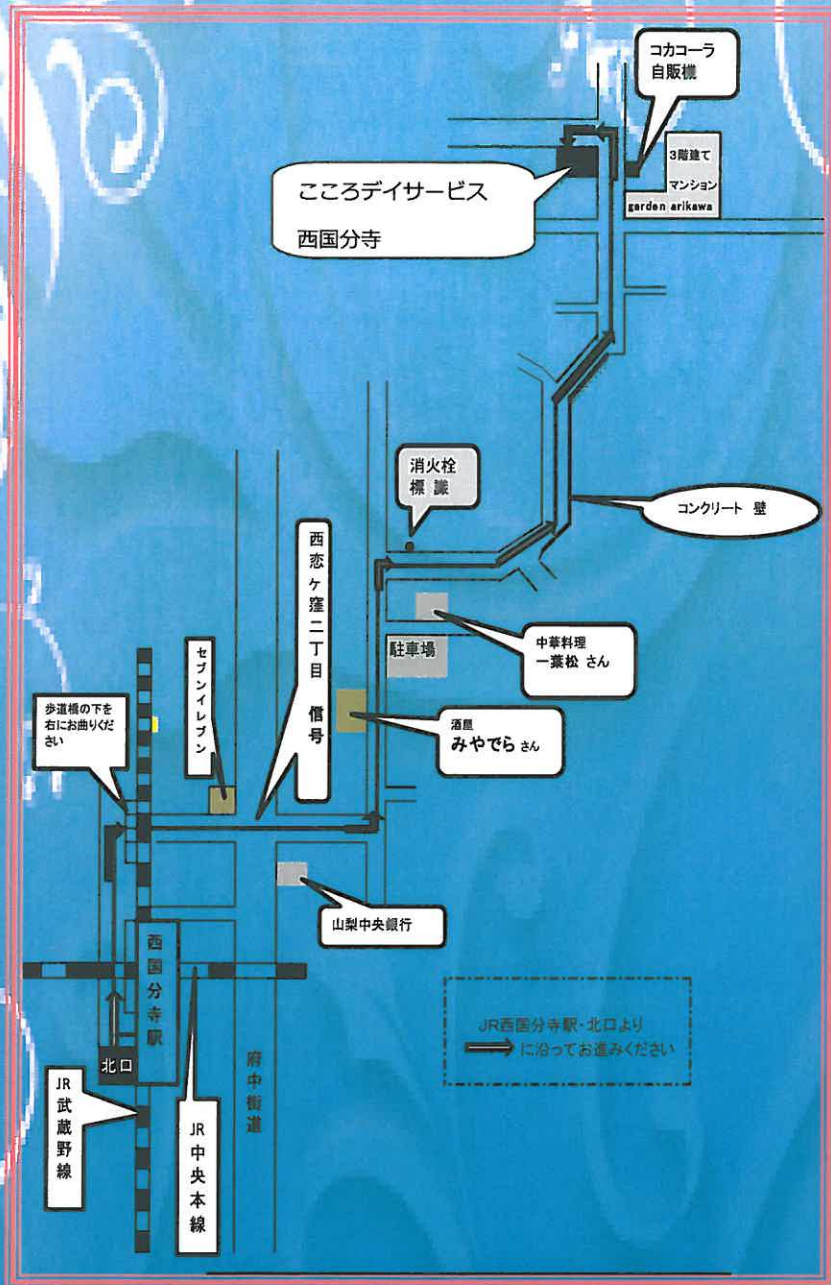 コカコーラ
自販機
3階建て
マンション
garden arikawa
こころデイサービス
西国分寺
消火栓
標 識
コンクリート 壁
西恋ヶ窪二丁目 信号
中華料理
一葉松 さん
駐車場
セブンイレブン
酒屋
みやでら さん
歩道橋の下を
右にお曲りくだ
さい
山梨中央銀行
西国分寺駅
JR西国分寺駅・北口より
に沿ってお進みください
北口
府中街道
JR武蔵野線
JR中央本線